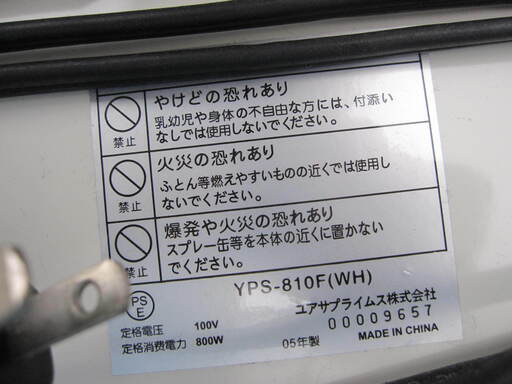 やけどの恐れあり
乳幼児や身体の不自由な方には、付添い
なしでは使用しないでください。
禁止
火災の恐れあり
ふとん等燃えやすいものの近くでは使用し
ないでください。
禁止
爆発や火災の恐れあり
スプレー缶等を本体の近くに置かない
でください。
禁止
YPS-810F(WH)
PS
E
ユアサプライムス株式会社
00009657
定格電圧 100V
定格消費電力 800W 05年製 MADE IN CHINA